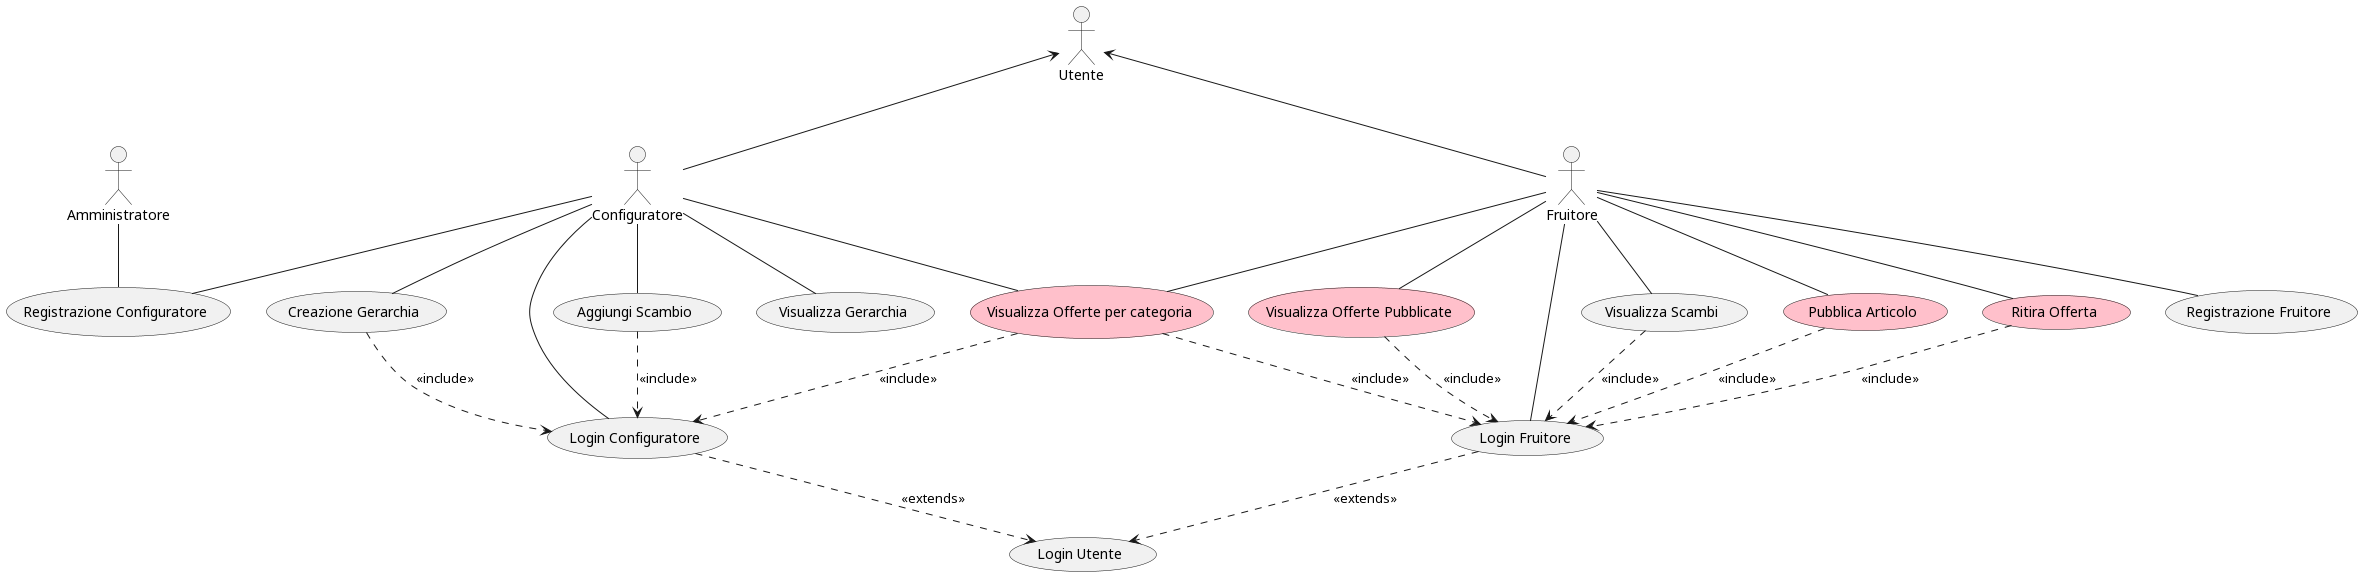 Utente
Amministratore
Configuratore
Fruitore
Registrazione Configuratore
Creazione Gerarchia
Aggiungi Scambio
Visualizza Gerarchia
Visualizza Offerte per categoria
Visualizza Offerte Pubblicate
Visualizza Scambi
Pubblica Articolo
Ritira Offerta
Registrazione Fruitore
«include»
«include»
«include»
«include»
«include»
«include»
«include»
«include»
Login Configuratore
Login Fruitore
«extends»
«extends»
Login Utente